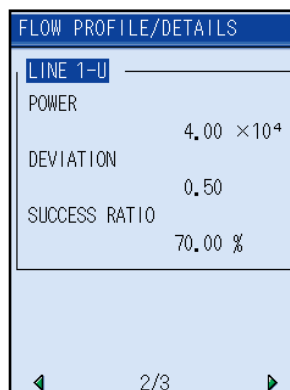 FLOW PROFILE/DETAILS
LINE 1-U
POWER
4.00 ×10⁴
DEVIATION
0.50
SUCCESS RATIO
70.00 %
2/3